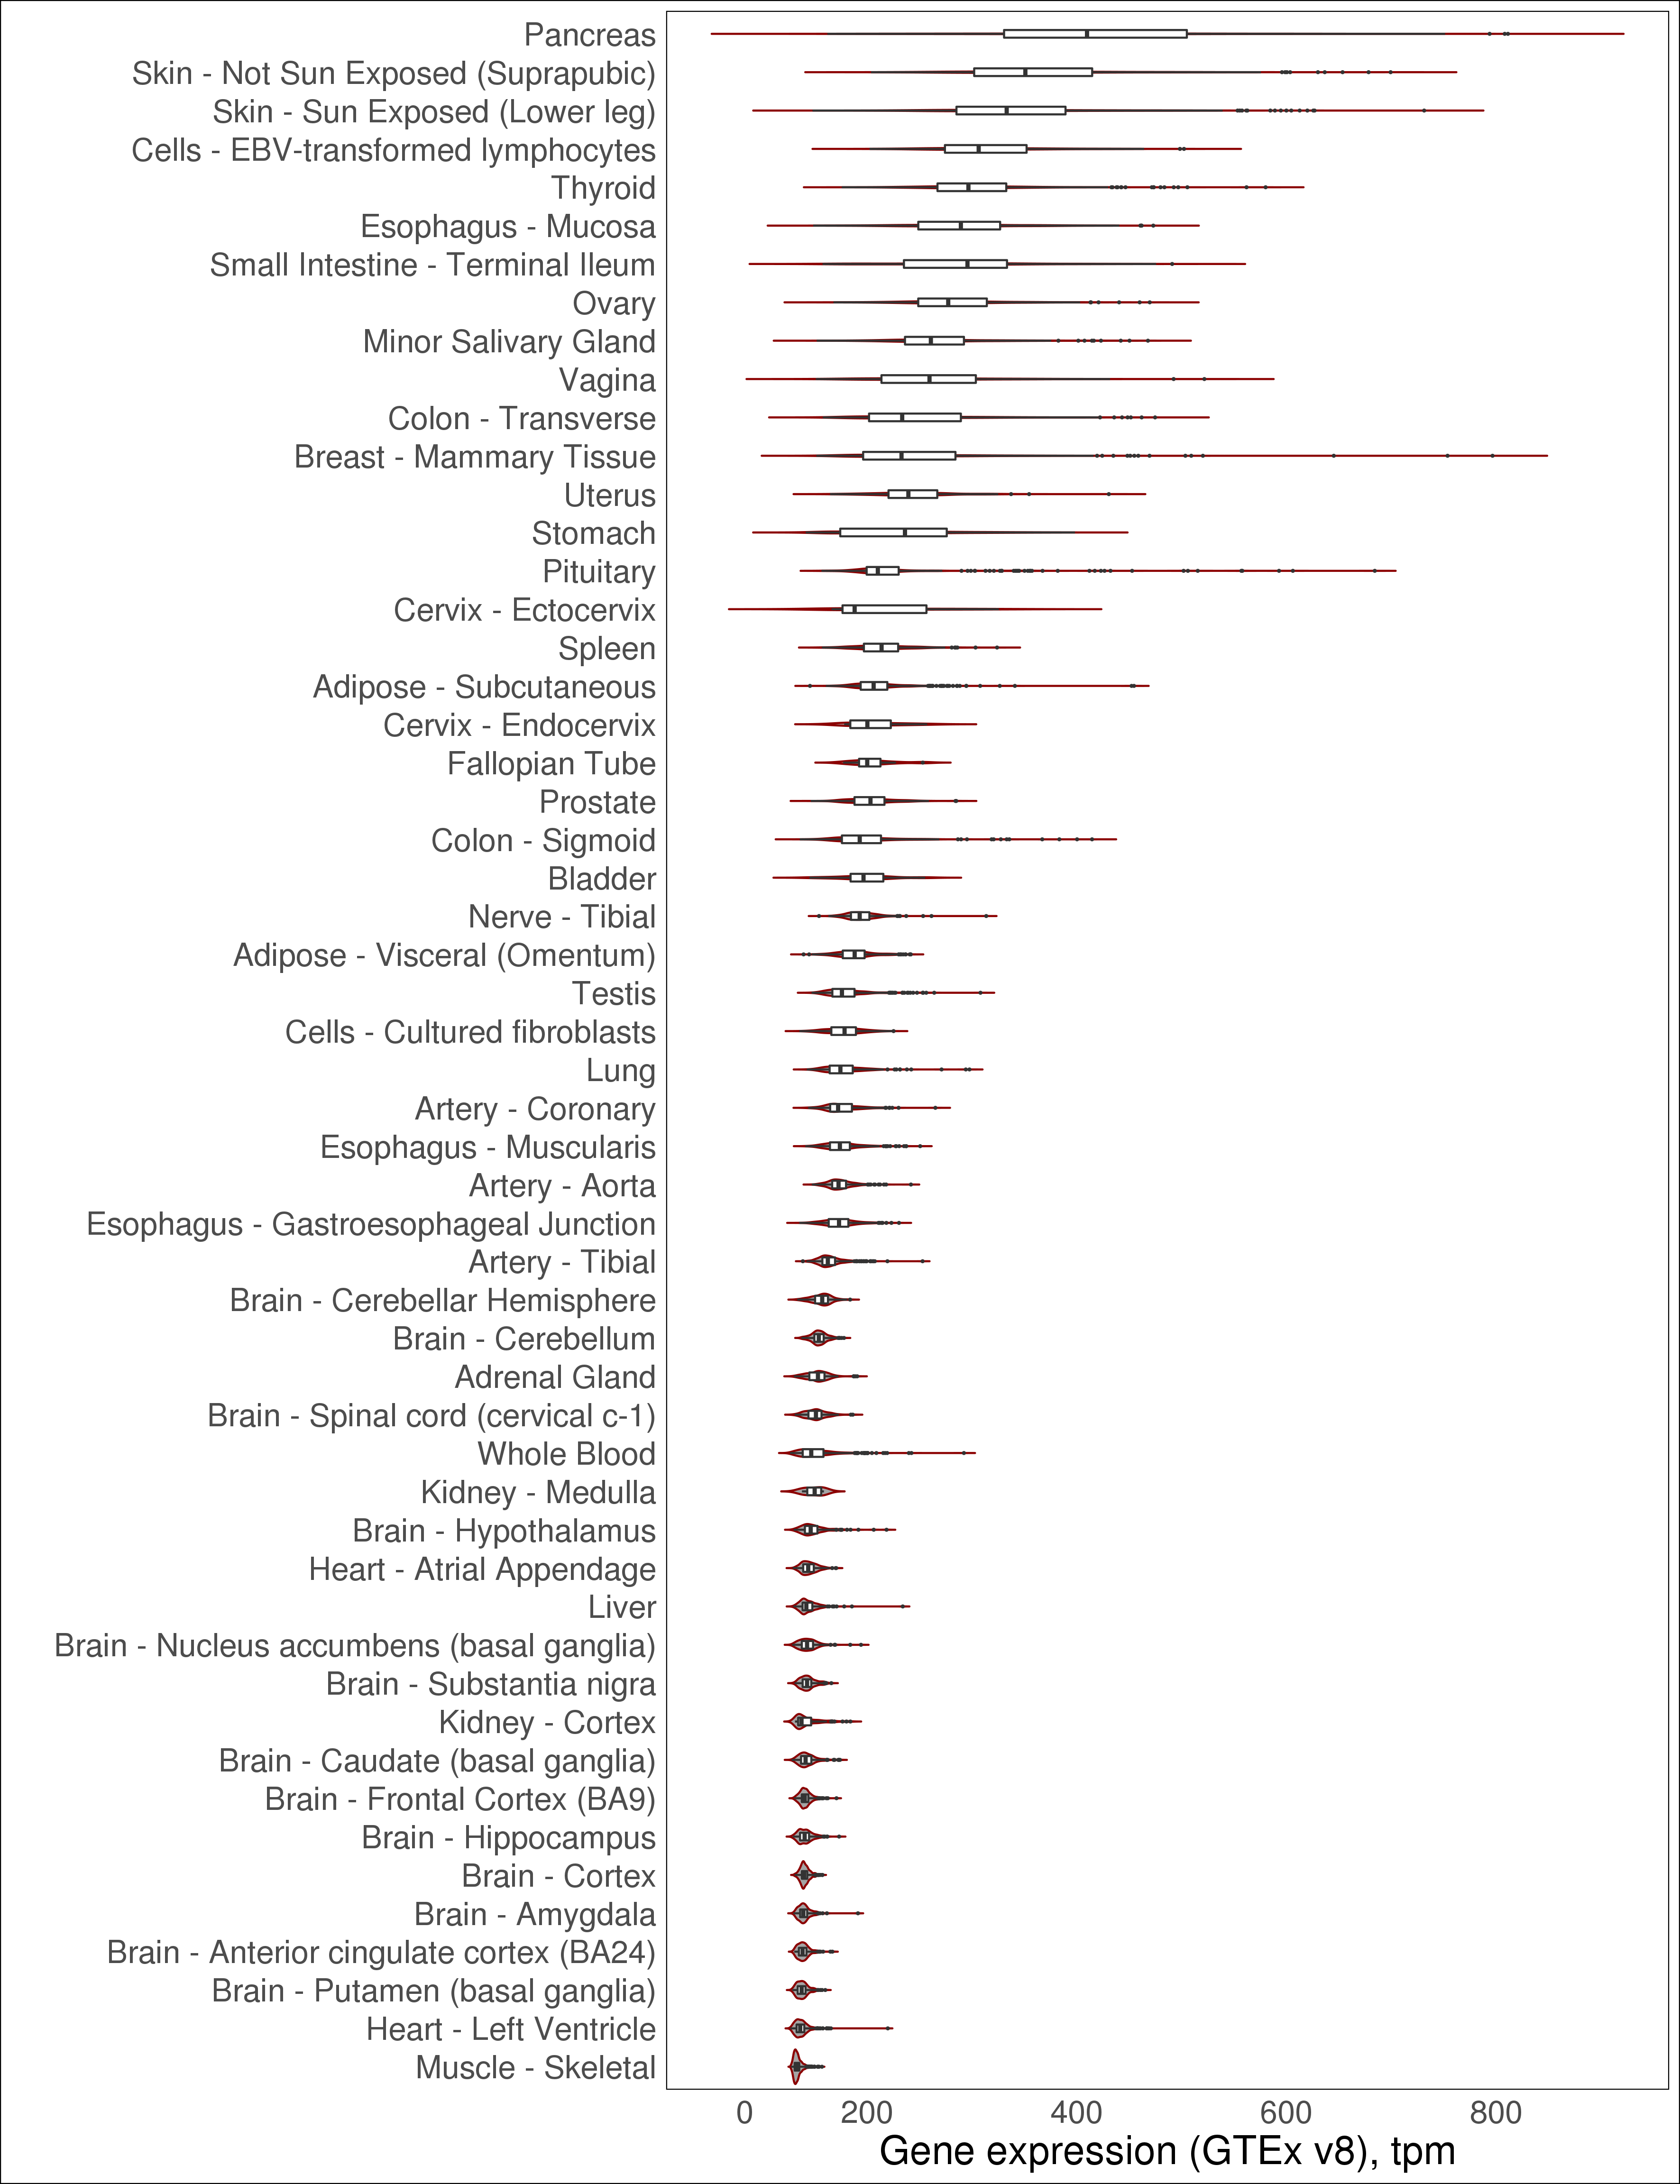 Pancreas
Skin - Not Sun Exposed (Suprapubic)
Skin - Sun Exposed (Lower leg)
Cells - EBV-transformed lymphocytes
Thyroid
Esophagus - Mucosa
Small Intestine - Terminal Ileum
Ovary
Minor Salivary Gland
Vagina
Colon - Transverse
Breast - Mammary Tissue
Uterus
Stomach
Pituitary
Cervix - Ectocervix
Spleen
Adipose - Subcutaneous
Cervix - Endocervix
Fallopian Tube
Prostate
Colon - Sigmoid
Bladder
Nerve - Tibial
Adipose - Visceral (Omentum)
Testis
Cells - Cultured fibroblasts
Lung
Artery - Coronary
Esophagus - Muscularis
Artery - Aorta
Esophagus - Gastroesophageal Junction
Artery - Tibial
Brain - Cerebellar Hemisphere
Brain - Cerebellum
Adrenal Gland
Brain - Spinal cord (cervical c-1)
Whole Blood
Kidney - Medulla
Brain - Hypothalamus
Heart - Atrial Appendage
Liver
Brain - Nucleus accumbens (basal ganglia)
Brain - Substantia nigra
Kidney - Cortex
Brain - Caudate (basal ganglia)
Brain - Frontal Cortex (BA9)
Brain - Hippocampus
Brain - Cortex
Brain - Amygdala
Brain - Anterior cingulate cortex (BA24)
Brain - Putamen (basal ganglia)
Heart - Left Ventricle
Muscle - Skeletal
0 200 400 600 800
Gene expression (GTEx v8), tpm